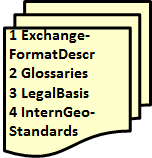 1 Exchange-
FormatDescr
2 Glossaries
3 LegalBasis
4 InternGeo-
Standards